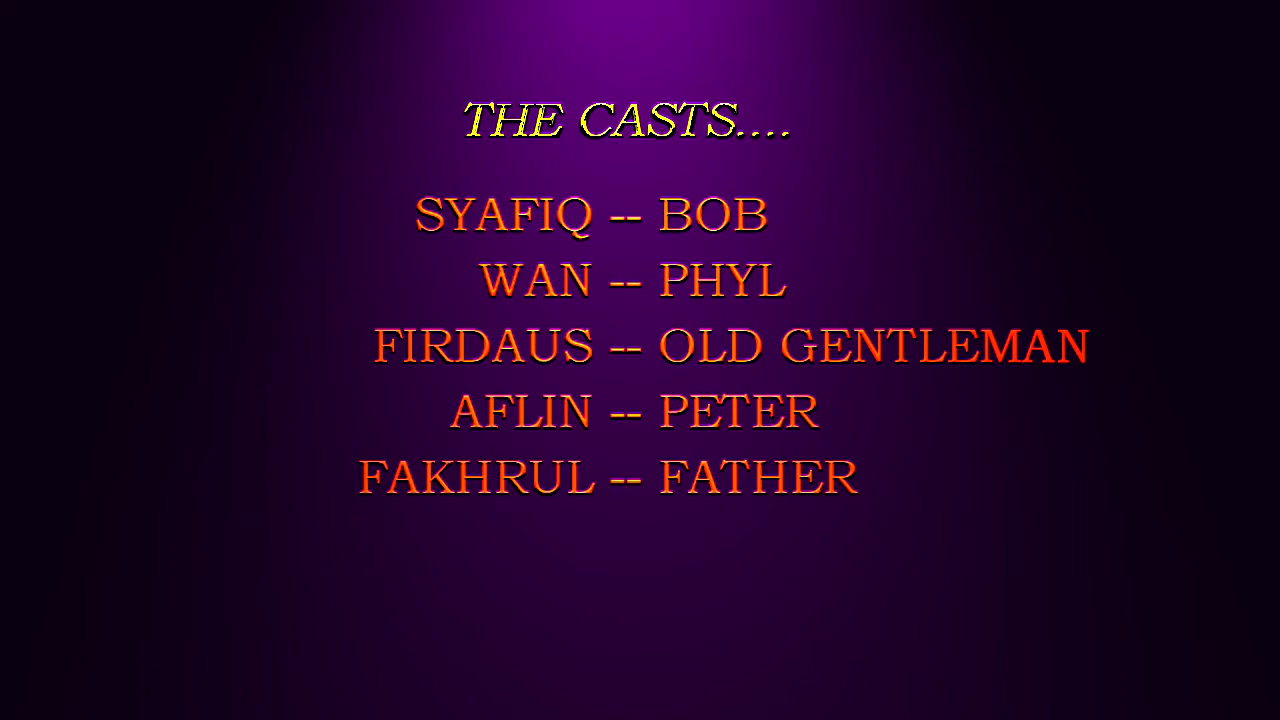 THE CASTS....
SYAFIQ -- BOB
WAN -- PHYL
FIRDAUS -- OLD GENTLEMAN
AFLIN -- PETER
FAKHRUL -- FATHER